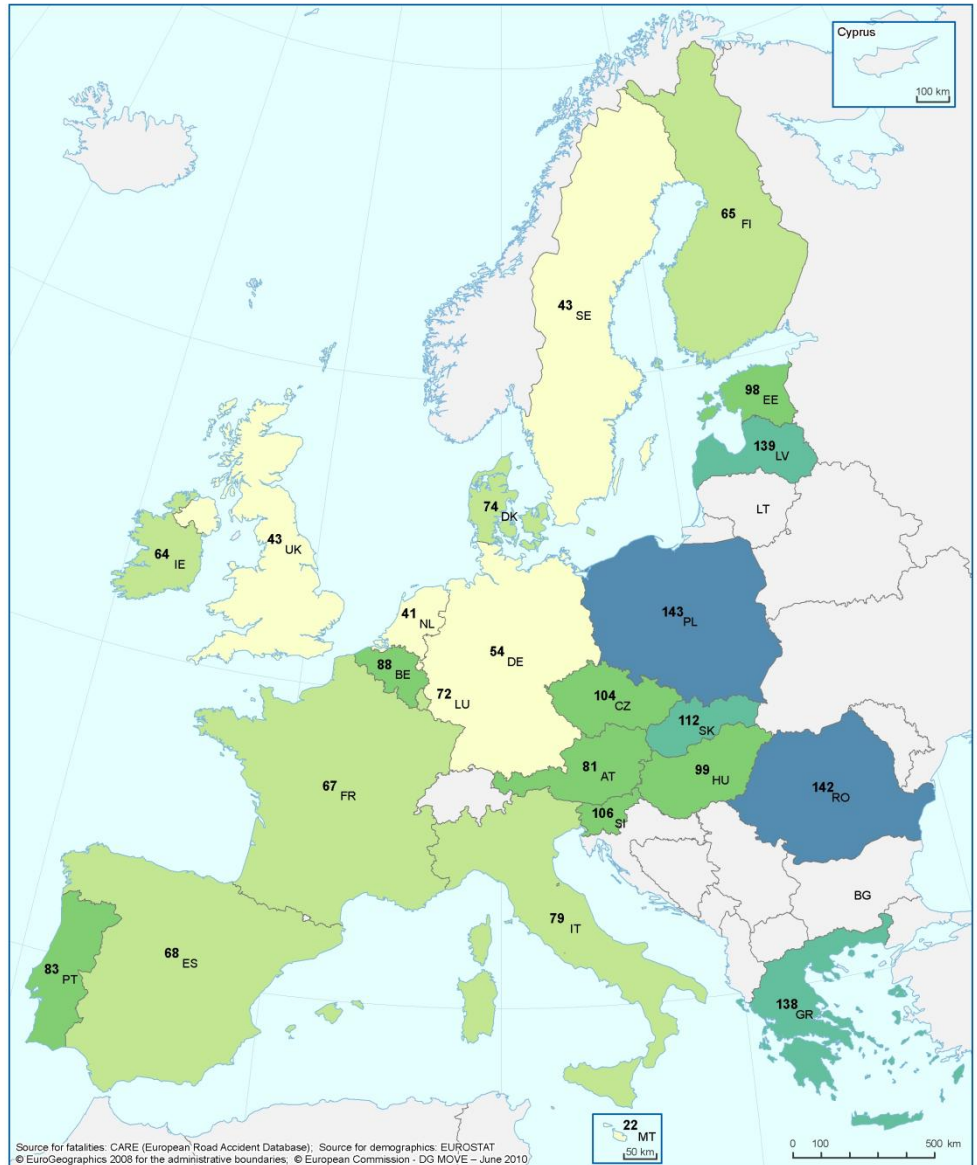 Cyprus
100 km
65 FI
43 SE
98 EE
139 LV
LT
74 DK
64 IE
43 UK
41 NL
143 PL
54 DE
88 BE
72 LU
104 CZ
112 SK
81 AT
99 HU
67 FR
106 SI
142 RO
BG
79 IT
68 ES
83 PT
138 GR
22 MT
50 km
Source for fatalities: CARE (European Road Accident Database); Source for demographics: EUROSTAT
© EuroGeographics 2008 for the administrative boundaries; © European Commission - DG MOVE – June 2010
0 100 500 km